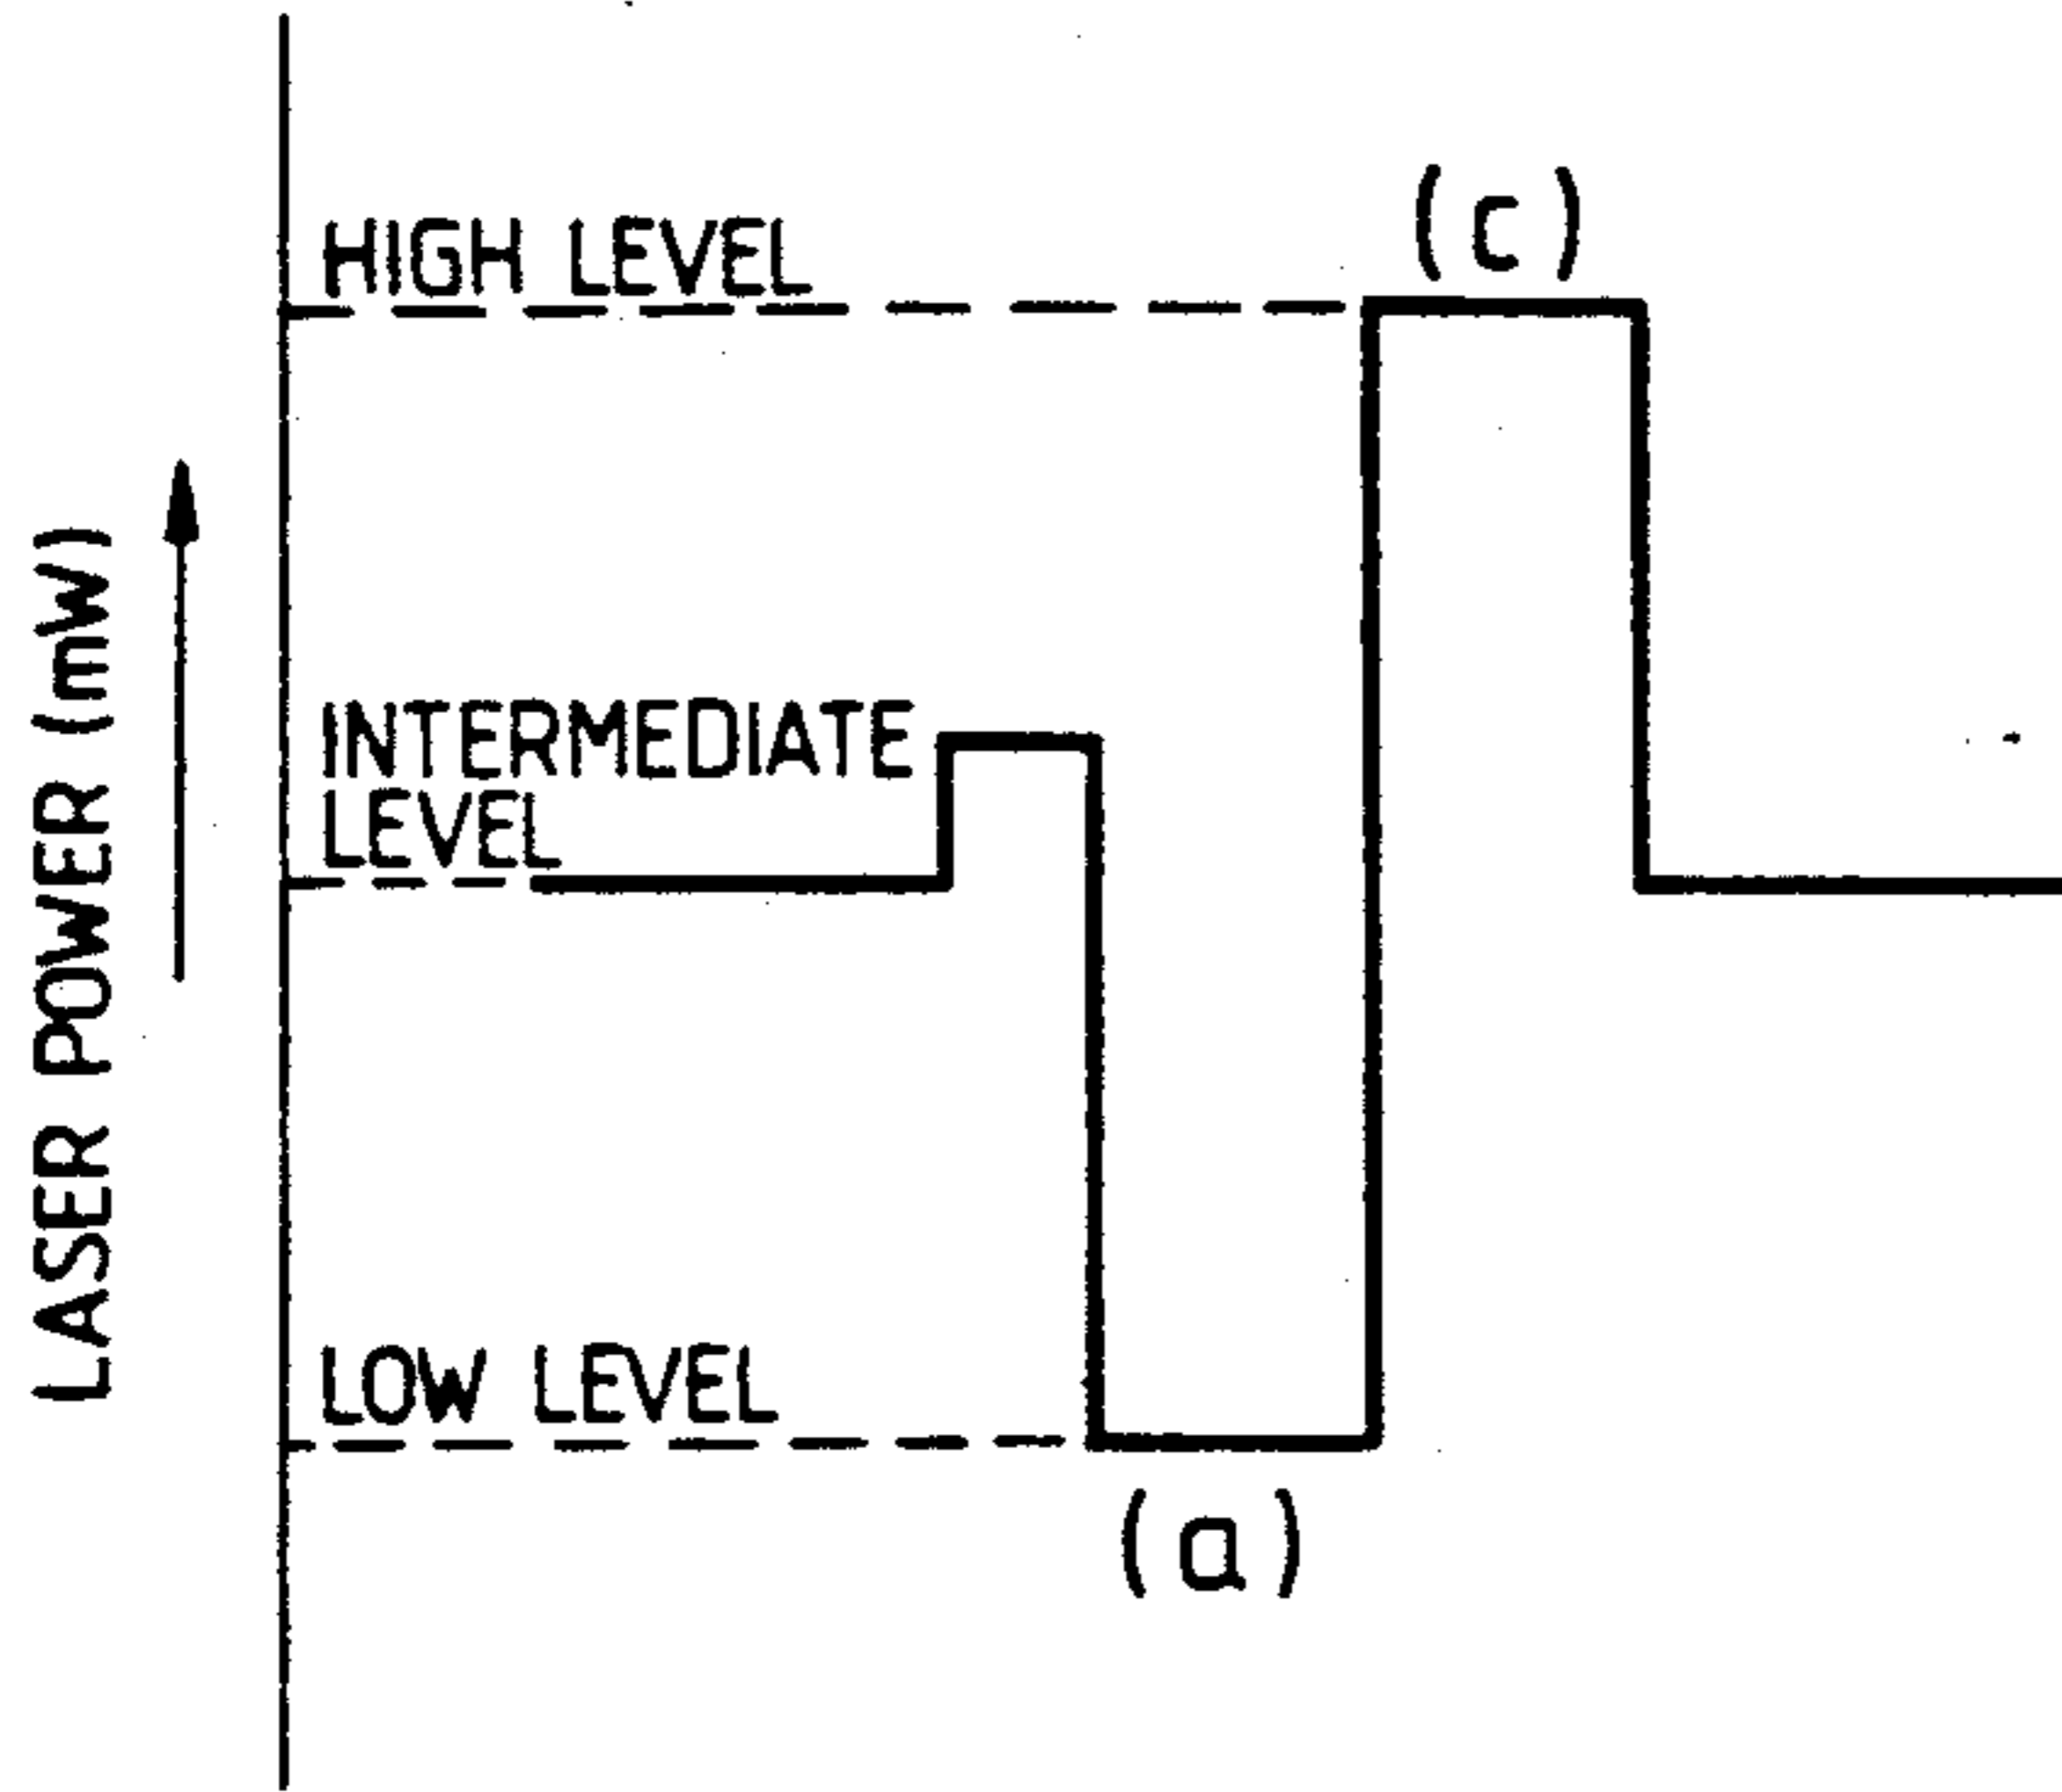 (c)
HIGH LEVEL
INTERMEDIATE
LEVEL
LASER POWER (mW)
LOW LEVEL
(a)